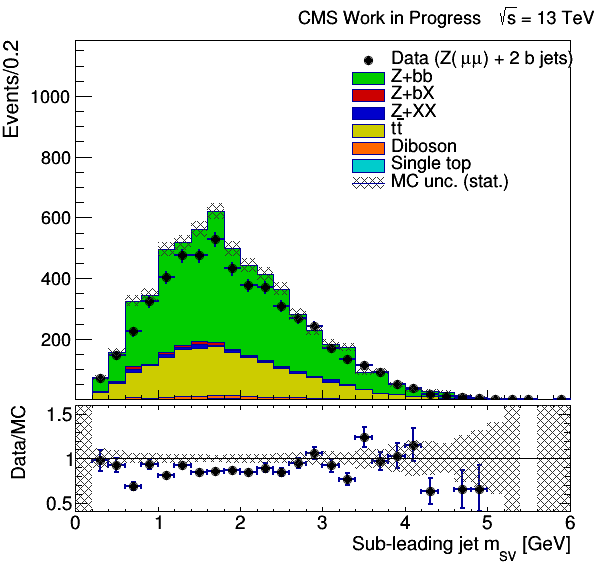 CMS Work in Progress √s = 13 TeV
Events/0.2
1000
800
600
400
200
Data (Z(μμ) + 2 b jets)
Z+bb
Z+bX
Z+XX
tt̄
Diboson
Single top
MC unc. (stat.)
Data/MC
1.5
1
0.5
0 1 2 3 4 5 6
Sub-leading jet mSV [GeV]